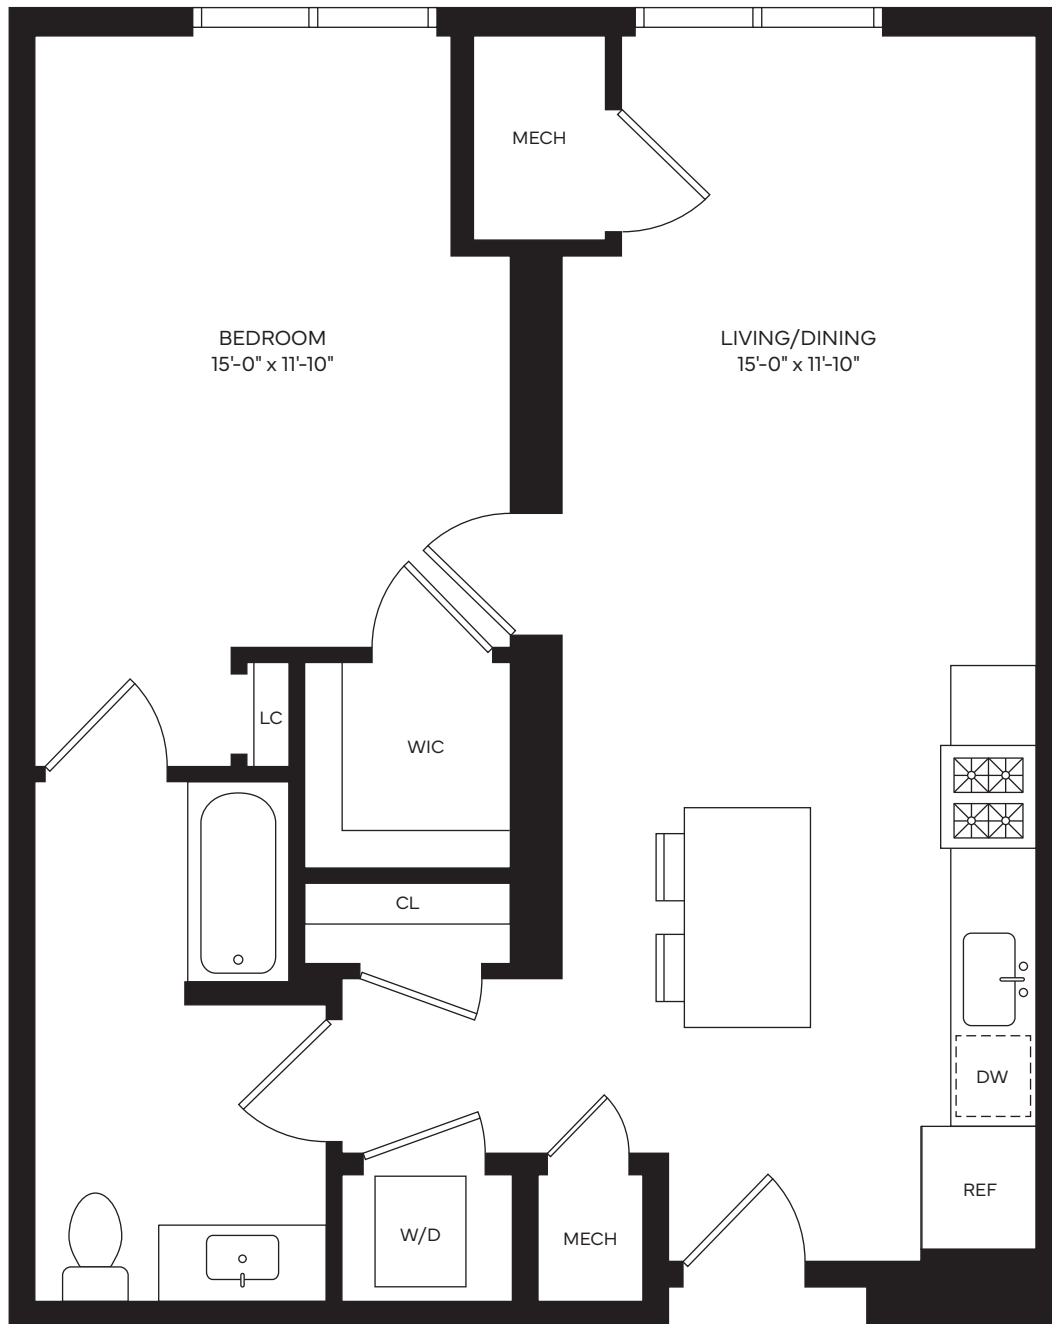 MECH
BEDROOM
15'-0" x 11'-10"
LIVING/DINING
15'-0" x 11'-10"
LC
WIC
CL
DW
REF
W/D
MECH